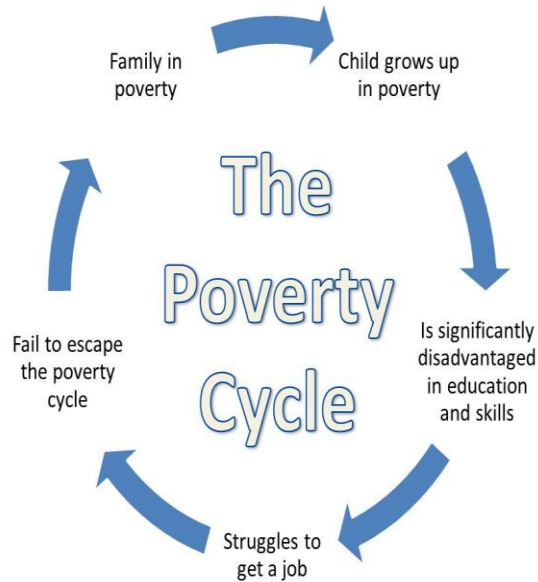 Family in
poverty
Child grows up
in poverty
The
Poverty
Cycle
Is significantly
disadvantaged
in education
and skills
Struggles to
get a job
Fail to escape
the poverty
cycle